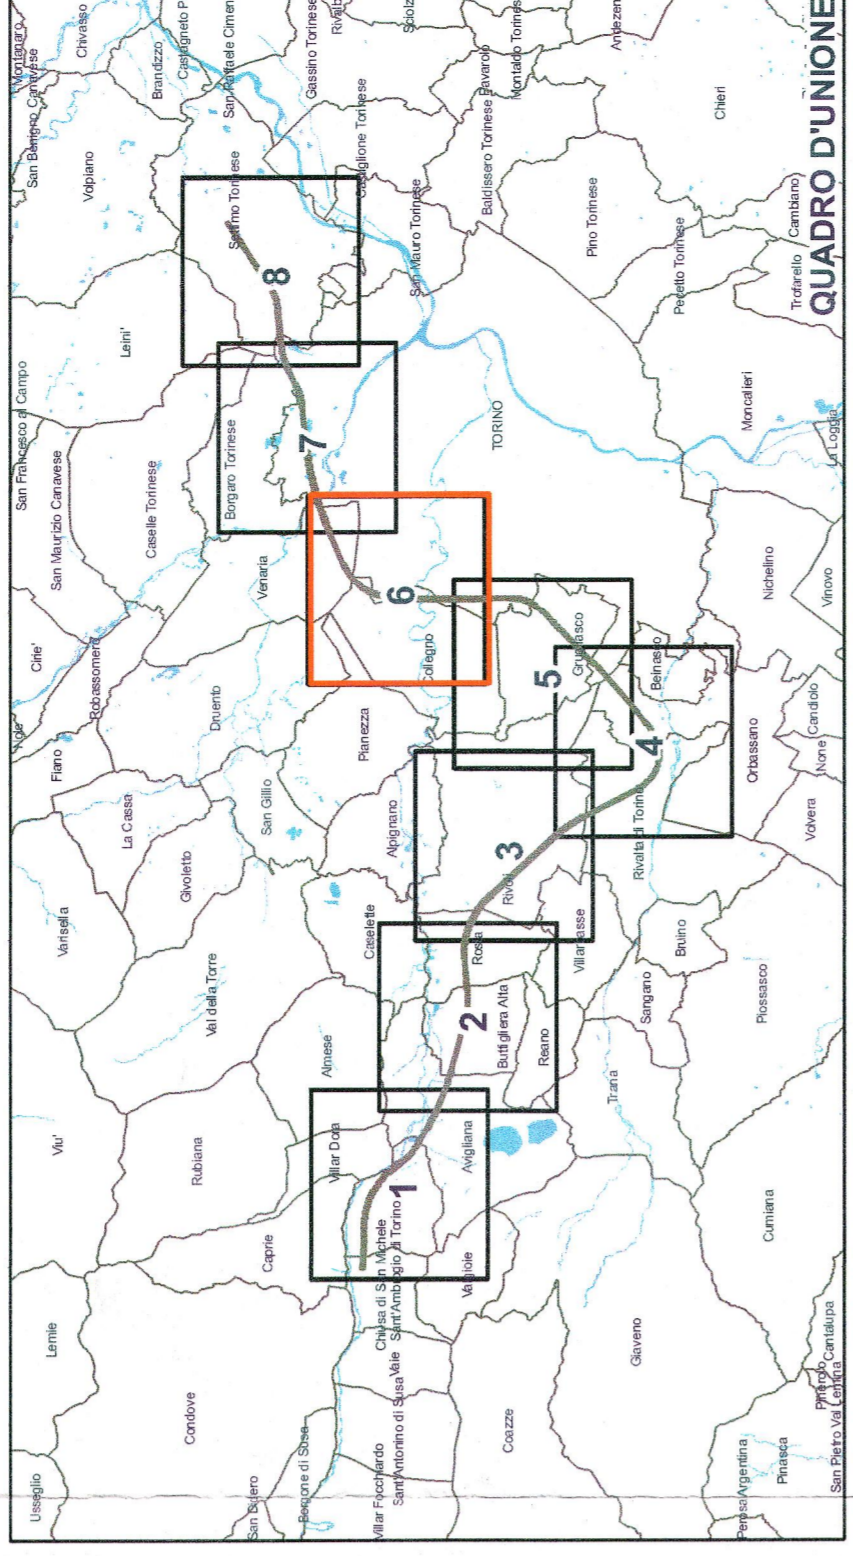 Usseglio
Lemie
Viu'
Varisella
Fiano
Cirie'
San Francesco al Campo
Montanaro
San Benigno Canavese
Chivasso
Robassomero
San Maurizio Canavese
Volpiano
Brandizzo
La Cassa
Caselle Torinese
Leini'
Castagneto P
San Didero
Condove
Rubiana
Val della Torre
Givoletto
Druento
Borgaro Torinese
Settimo Torinese
San Raffaele Cimen
Borgone di Susa
Caprie
San Gillio
Venaria
8
Gassino Torinese
Rivalb
Villar Dora
Almese
7
Pianezza
Caselette
Castiglione Torinese
Villar Focchiardo
Sant'Antonino di Susa
Vaie
Chiusa di San Michele
Sant'Ambrogio di Torino
1
Alpignano
6
San Mauro Torinese
Sciolz
Collegno
Avigliana
Vaigioie
2
Rosta
Rivoli
3
TORINO
Baldissero Torinese
Pavarolo
Montaldo Torines
Coazze
Buttigliera Alta
Reano
5
Grugliasco
Villarbasse
Pino Torinese
Andezen
Trana
Giaveno
Sangano
Rivalta di Torino
4
Beinasco
Bruino
Pecetto Torinese
Chieri
Perosa Argentina
Pinasca
Cumiana
Piossasco
Orbassano
Nichelino
Moncalieri
Trofarello
Cambiano
Volvera
None
Candiolo
Vinovo
La Loggia
Pinerolo
Cantalupa
San Pietro Val Lemina
QUADRO D'UNIONE